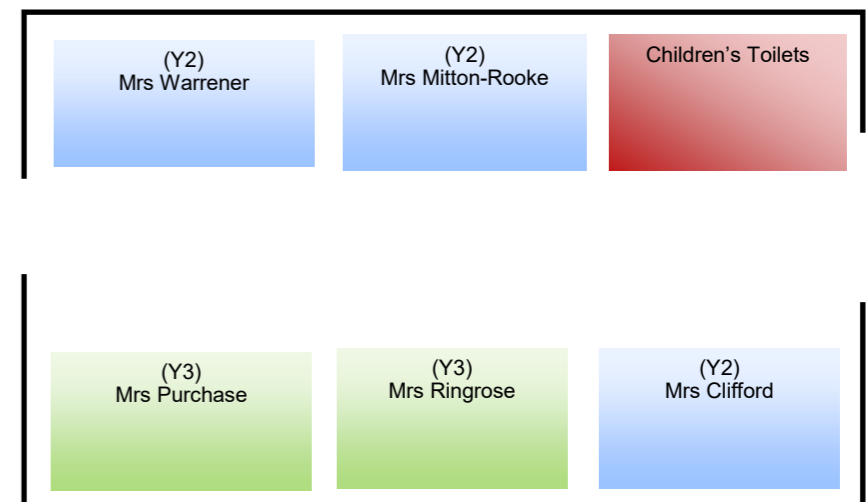 (Y2)
Mrs Warrener
(Y2)
Mrs Mitton-Rooke
Children's Toilets
(Y3)
Mrs Purchase
(Y3)
Mrs Ringrose
(Y2)
Mrs Clifford